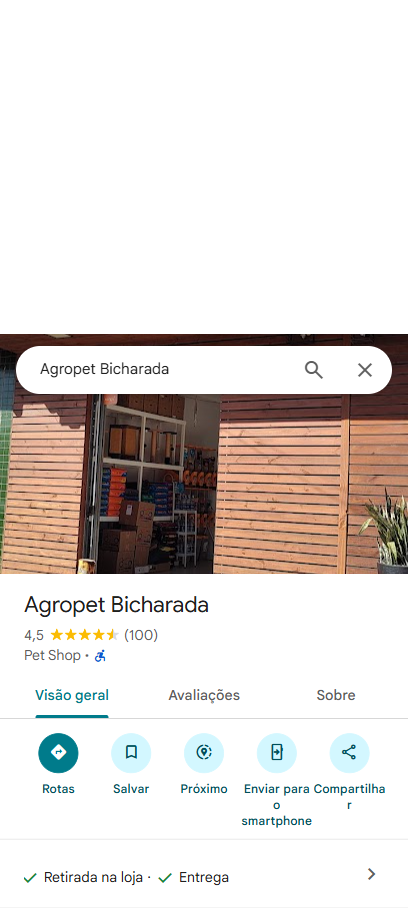 Agropet Bicharada
Agropet Bicharada
4,5 (100)
Pet Shop ·
Visão geral Avaliações Sobre
Rotas Salvar Próximo Enviar para o smartphone Compartilhar
Retirada na loja · Entrega